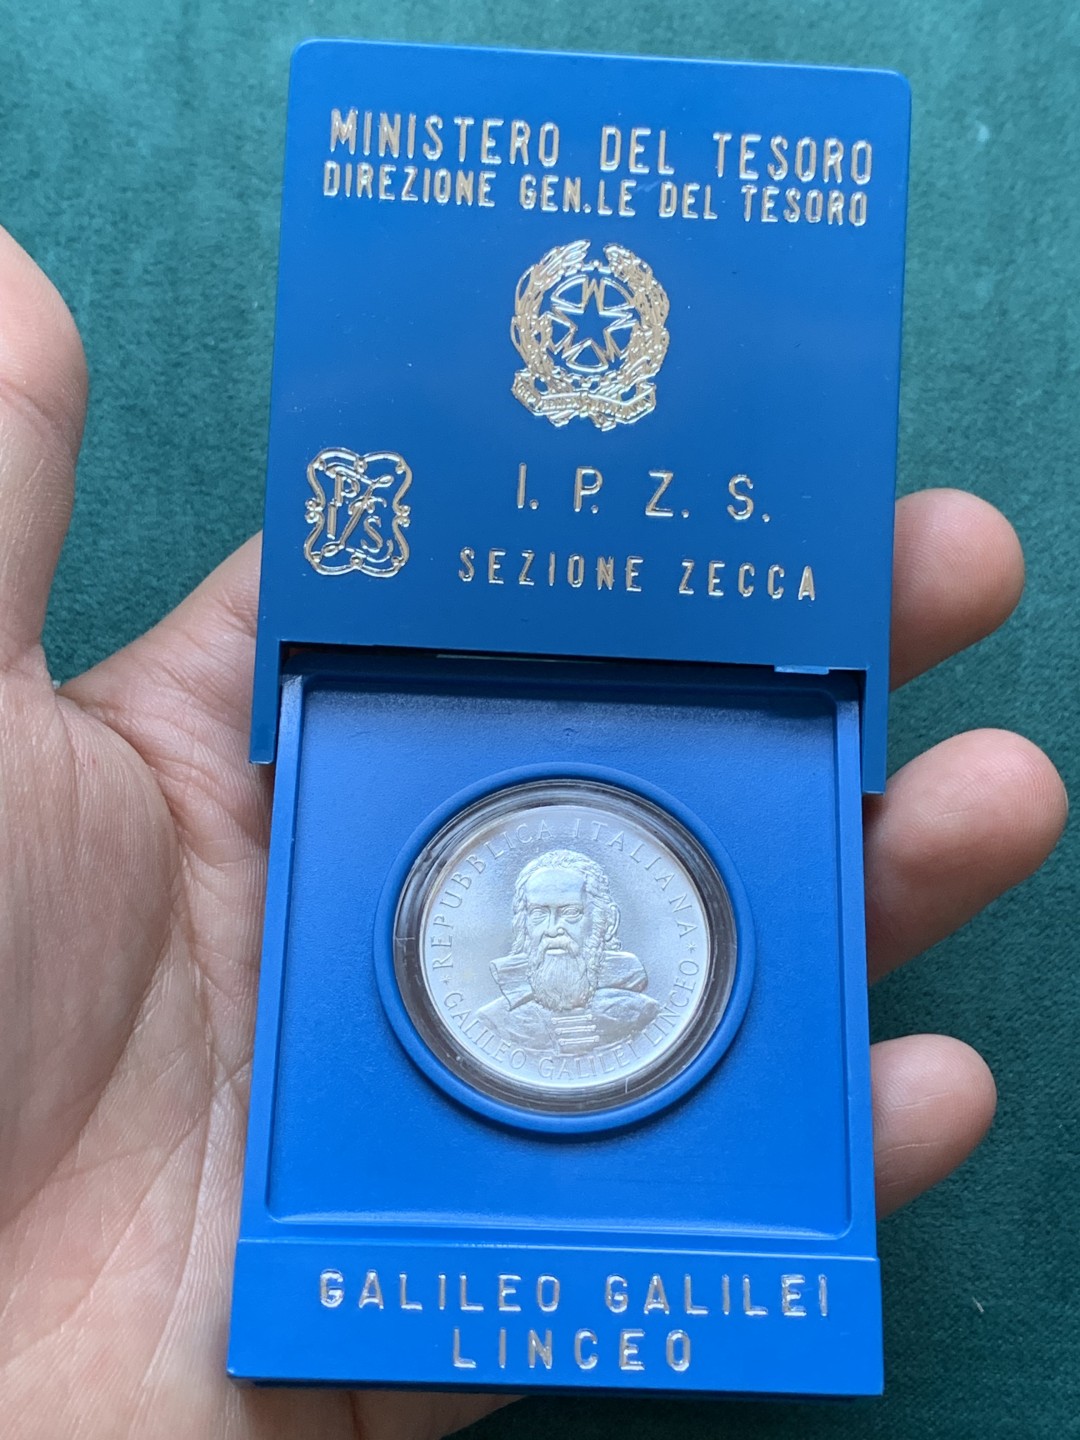 MINISTERO DEL TESORO
DIREZIONE GEN.LE DEL TESORO
I. P. Z. S.
SEZIONE ZECCA
· REPUBBLICA ITALIANA ·
GALILEO GALILEI LINCEO
GALILEO GALILEI
LINCEO